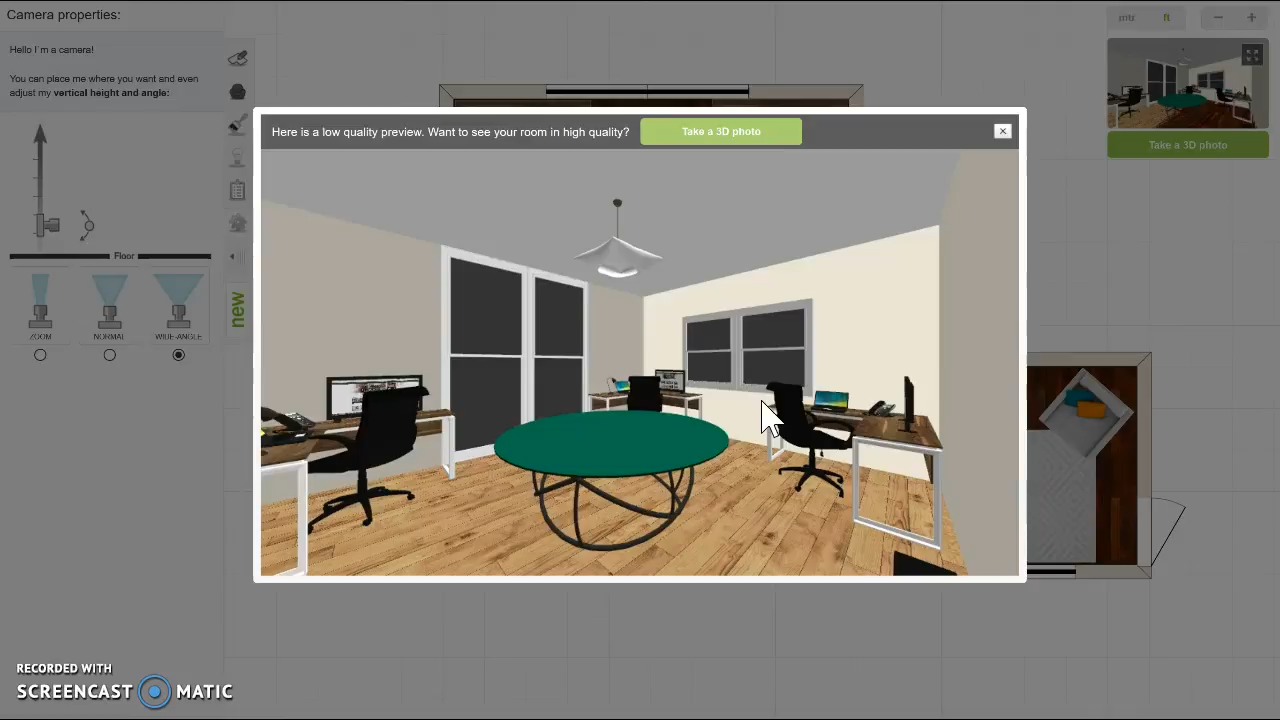 Camera properties:
mtr ft
Hello I'm a camera!
You can place me where you want and even
adjust my vertical height and angle:
Here is a low quality preview. Want to see your room in high quality?
Take a 3D photo
Take a 3D photo
Floor
new
ZOOM NORMAL WIDE-ANGLE
RECORDED WITH
SCREENCAST MATIC